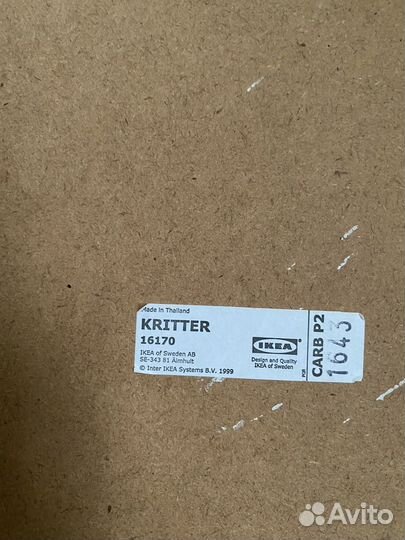 Made in Thailand
KRITTER
16170
IKEA of Sweden AB
SE-343 81 Älmhult
© Inter IKEA Systems B.V. 1999
IKEA
Design and Quality
IKEA of Sweden
CARB P2
1643
Avito